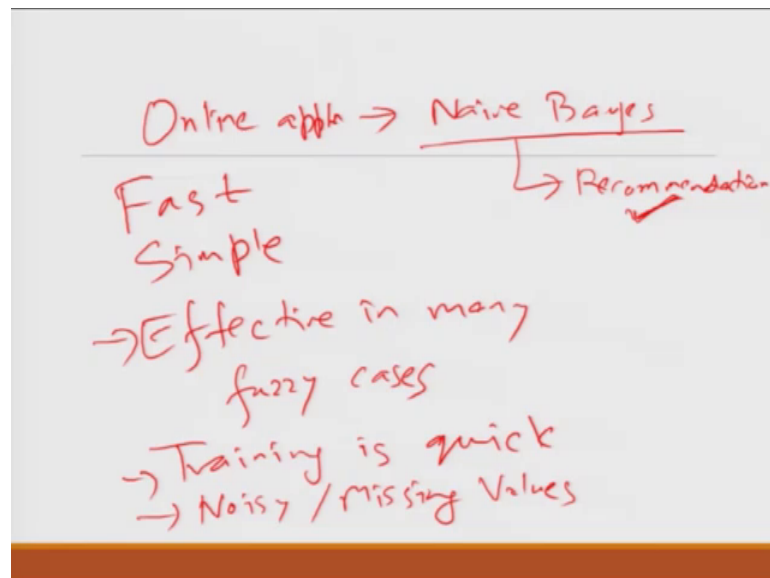 Online appln → Naive Bayes
→ Recommendation
Fast
Simple
→ Effective in many
fuzzy cases
→ Training is quick
→ Noisy / Missing Values